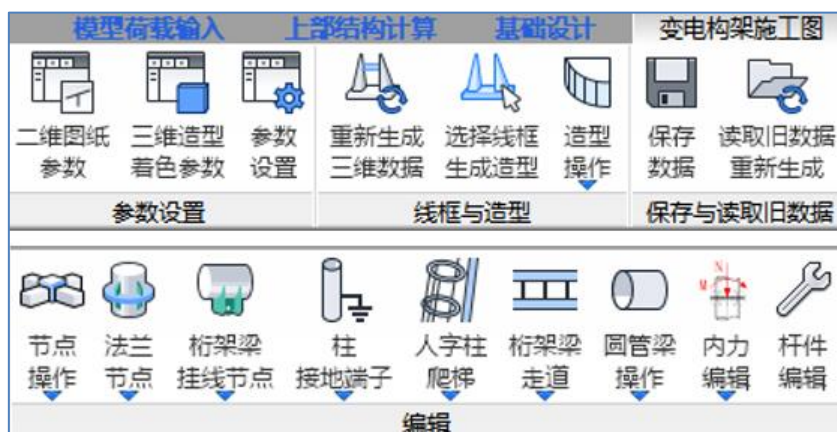 模型荷载输入 上部结构计算 基础设计 变电构架施工图
二维图纸 三维造型 参数 重新生成 选择线框 造型 保存 读取旧数据
参数 着色参数 设置 三维数据 生成造型 操作 数据 重新生成
参数设置 线框与造型 保存与读取旧数据
N
M
节点 法兰 桁架梁 柱 人字柱 桁架梁 圆管梁 内力 杆件
操作 节点 挂线节点 接地端子 爬梯 走道 操作 编辑 编辑
编辑